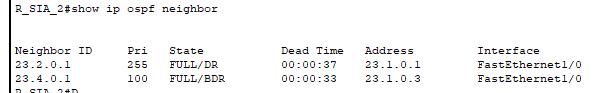 R_SIA_2#show ip ospf neighbor
Neighbor ID Pri State Dead Time Address Interface
23.2.0.1 255 FULL/DR 00:00:37 23.1.0.1 FastEthernet1/0
23.4.0.1 100 FULL/BDR 00:00:33 23.1.0.3 FastEthernet1/0
R_SIA_2#D